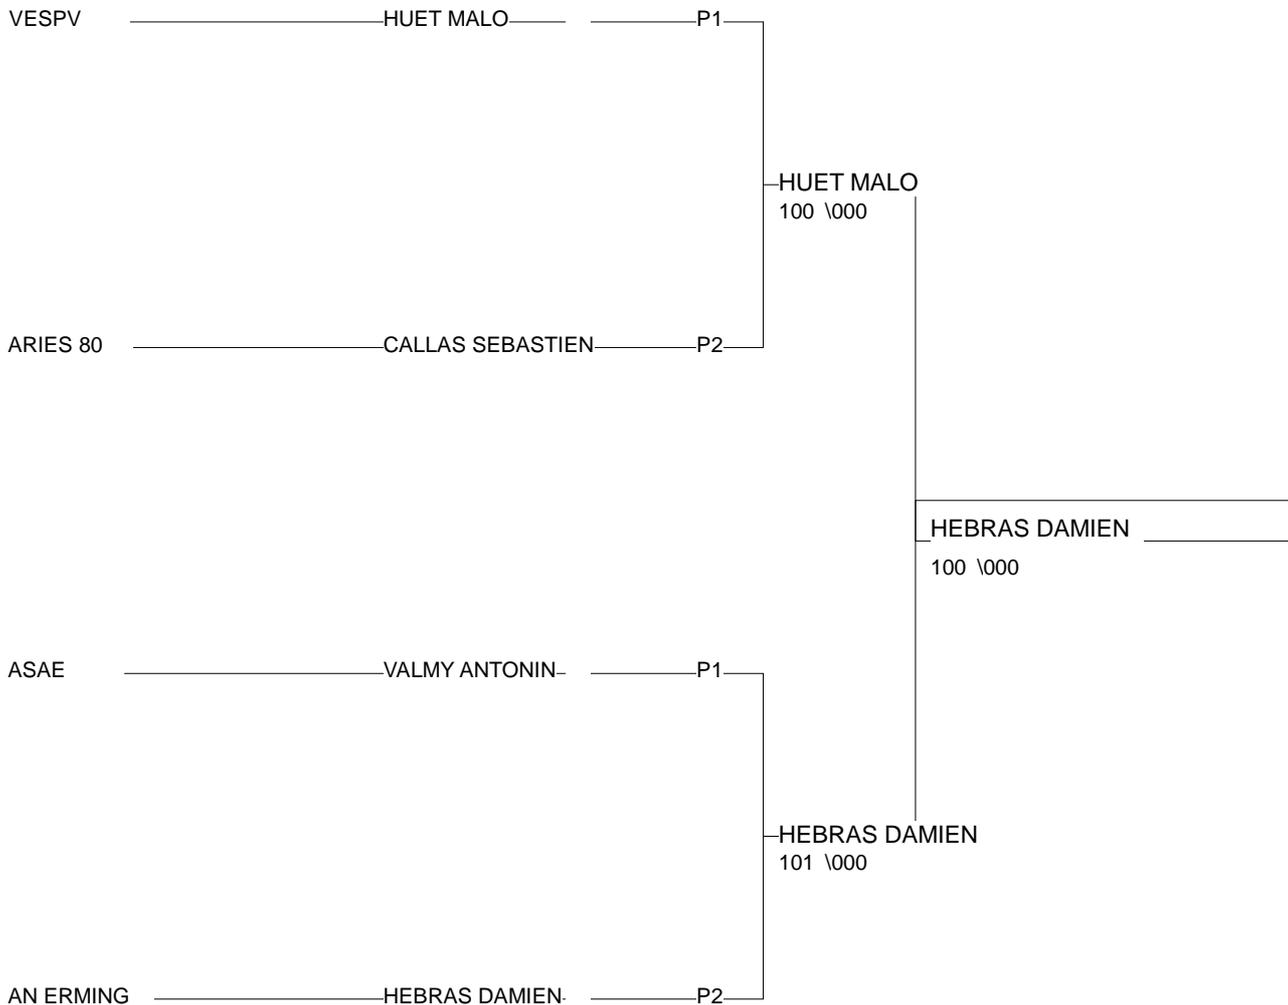 VESPV HUET MALO P1
HUET MALO
100 \000
ARIES 80 CALLAS SEBASTIEN P2
HEBRAS DAMIEN
100 \000
ASAE VALMY ANTONIN P1
HEBRAS DAMIEN
101 \000
AN ERMING HEBRAS DAMIEN P2